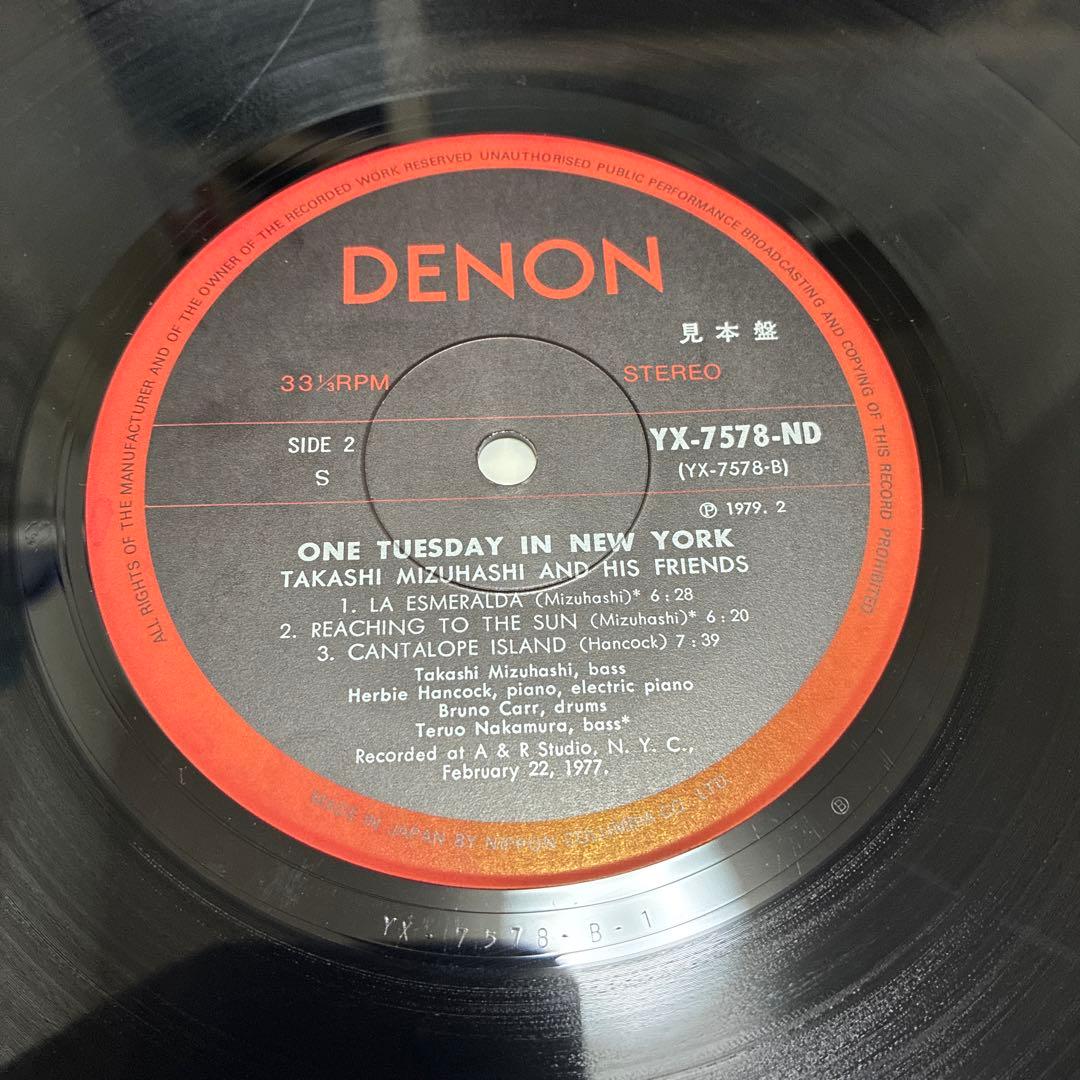 ALL RIGHTS OF THE MANUFACTURER AND OF THE OWNER OF THE RECORDED WORK RESERVED UNAUTHORISED PUBLIC PERFORMANCE BROADCASTING AND COPYING OF THIS RECORD PROHIBITED
DENON
見本盤
33⅓RPM
STEREO
SIDE 2
YX-7578-ND
S
(YX-7578-B)
Ⓟ 1979. 2
ONE TUESDAY IN NEW YORK
TAKASHI MIZUHASHI AND HIS FRIENDS
1. LA ESMERALDA (Mizuhashi)* 6:28
2. REACHING TO THE SUN (Mizuhashi)* 6:20
3. CANTALOPE ISLAND (Hancock) 7:39
Takashi Mizuhashi, bass
Herbie Hancock, piano, electric piano
Bruno Carr, drums
Teruo Nakamura, bass*
Recorded at A & R Studio, N. Y. C.,
February 22, 1977.
MADE IN JAPAN BY NIPPON COLUMBIA CO., LTD.
Ⓑ
YX-7578-B-1